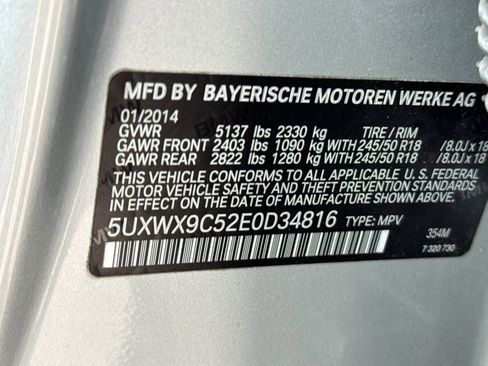 MFD BY BAYERISCHE MOTOREN WERKE AG
01/2014
GVWR 5137 lbs 2330 kg TIRE / RIM
GAWR FRONT 2403 lbs 1090 kg WITH 245/50 R18 /8.0J x 18
GAWR REAR 2822 lbs 1280 kg WITH 245/50 R18 /8.0J x 18
THIS VEHICLE CONFORMS TO ALL APPLICABLE U. S. FEDERAL
MOTOR VEHICLE SAFETY AND THEFT PREVENTION STANDARDS
IN EFFECT ON THE DATE OF MANUFACTURE SHOWN ABOVE.
5UXWX9C52E0D34816 TYPE: MPV
354M
7 320 730